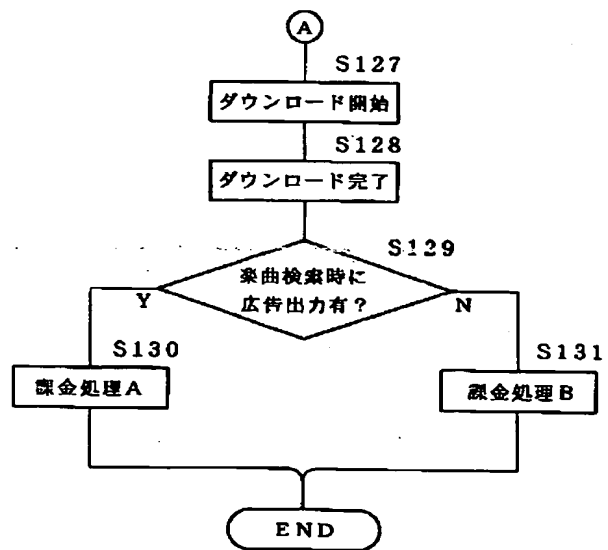 A
S127
ダウンロード開始
S128
ダウンロード完了
S129
楽曲検索時に
広告出力有？
Y
N
S130
課金処理A
S131
課金処理B
END